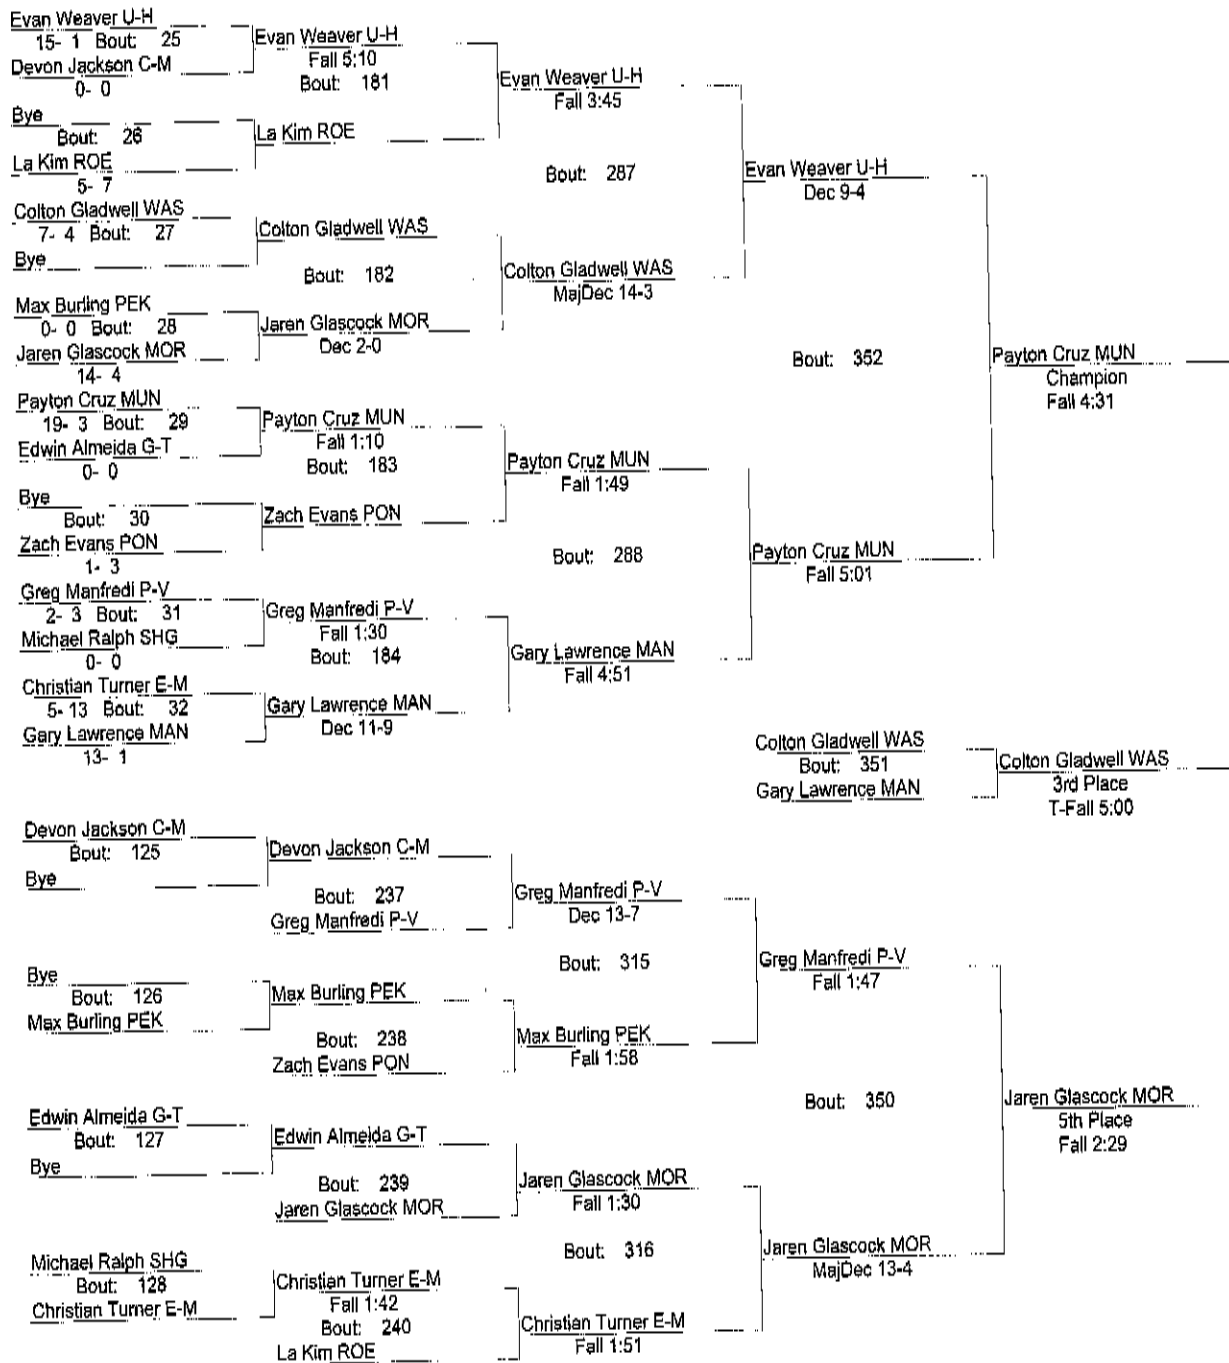 Evan Weaver U-H
15- 1 Bout: 25
Devon Jackson C-M
0- 0
Bye
Bout: 26
La Kim ROE
5- 7
Colton Gladwell WAS
7- 4 Bout: 27
Bye
Max Burling PEK
0- 0 Bout: 28
Jaren Glascock MOR
14- 4
Payton Cruz MUN
19- 3 Bout: 29
Edwin Almeida G-T
0- 0
Bye
Bout: 30
Zach Evans PON
1- 3
Greg Manfredi P-V
2- 3 Bout: 31
Michael Ralph SHG
0- 0
Christian Turner E-M
5- 13 Bout: 32
Gary Lawrence MAN
13- 1
Evan Weaver U-H
Fall 5:10
Bout: 181
La Kim ROE
Colton Gladwell WAS
Bout: 182
Jaren Glascock MOR
Dec 2-0
Payton Cruz MUN
Fall 1:10
Bout: 183
Zach Evans PON
Greg Manfredi P-V
Fall 1:30
Bout: 184
Gary Lawrence MAN
Dec 11-9
Evan Weaver U-H
Fall 3:45
Bout: 287
Colton Gladwell WAS
MajDec 14-3
Payton Cruz MUN
Fall 1:49
Bout: 288
Gary Lawrence MAN
Fall 4:51
Evan Weaver U-H
Dec 9-4
Bout: 352
Payton Cruz MUN
Fall 5:01
Payton Cruz MUN
Champion
Fall 4:31
Colton Gladwell WAS
Bout: 351
Gary Lawrence MAN
Colton Gladwell WAS
3rd Place
T-Fall 5:00
Devon Jackson C-M
Bout: 125
Bye
Bye
Bout: 126
Max Burling PEK
Edwin Almeida G-T
Bout: 127
Bye
Michael Ralph SHG
Bout: 128
Christian Turner E-M
Devon Jackson C-M
Bout: 237
Greg Manfredi P-V
Max Burling PEK
Bout: 238
Zach Evans PON
Edwin Almeida G-T
Bout: 239
Jaren Glascock MOR
Christian Turner E-M
Fall 1:42
Bout: 240
La Kim ROE
Greg Manfredi P-V
Dec 13-7
Bout: 315
Max Burling PEK
Fall 1:58
Jaren Glascock MOR
Fall 1:30
Bout: 316
Christian Turner E-M
Fall 1:51
Greg Manfredi P-V
Fall 1:47
Bout: 350
Jaren Glascock MOR
MajDec 13-4
Jaren Glascock MOR
5th Place
Fall 2:29